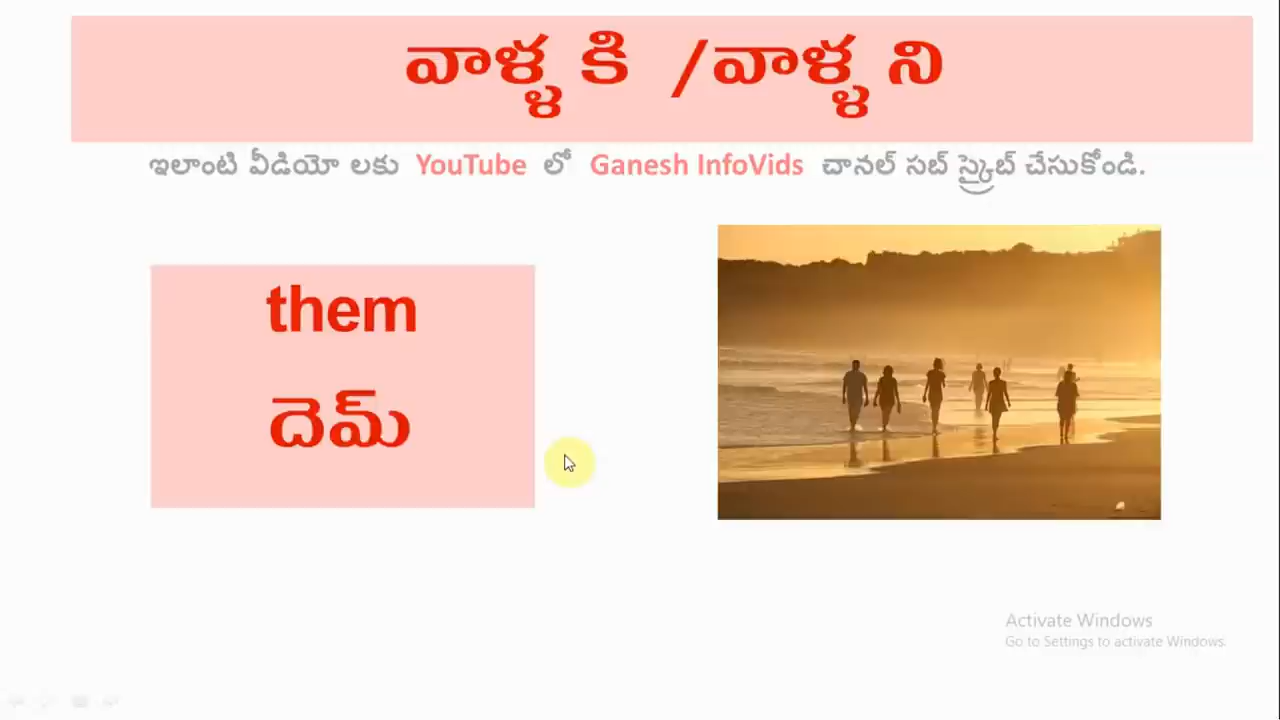 వాళ్ళ కి /వాళ్ళ ని
ఇలాంటి వీడియో లకు YouTube లో Ganesh InfoVids చానల్ సబ్ స్క్రైబ్ చేసుకోండి.
them
దెమ్
Activate Windows
Go to Settings to activate Windows.